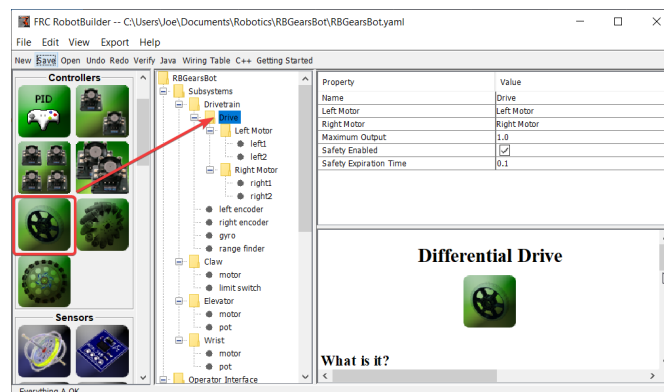 FRC RobotBuilder -- C:\Users\Joe\Documents\Robotics\RBGearsBot\RBGearsBot.yaml
File Edit View Export Help
New Save Open Undo Redo Verify Java Wiring Table C++ Getting Started
Controllers
PID
Sensors
RBGearsBot
Subsystems
Drivetrain
Drive
Left Motor
left1
left2
Right Motor
right1
right2
left encoder
right encoder
gyro
range finder
Claw
motor
limit switch
Elevator
motor
pot
Wrist
motor
pot
Operator Interface
Property Value
Name Drive
Left Motor Left Motor
Right Motor Right Motor
Maximum Output 1.0
Safety Enabled
Safety Expiration Time 0.1
Differential Drive
What is it?
Everything A OK